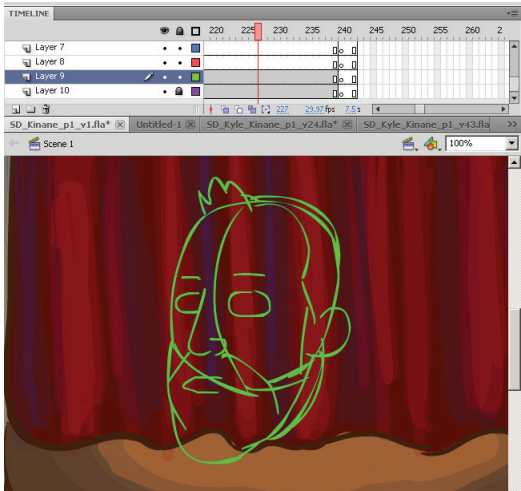 TIMELINE
220 225 230 235 240 245 250 255 260 2
Layer 7
Layer 8
Layer 9
Layer 10
227 29.97 fps 7.5 s
SD_Kinane_p1_v1.fla* Untitled-1 SD_Kyle_Kinane_p1_v24.fla* SD_Kyle_Kinane_p1_v43.fla
Scene 1 100%